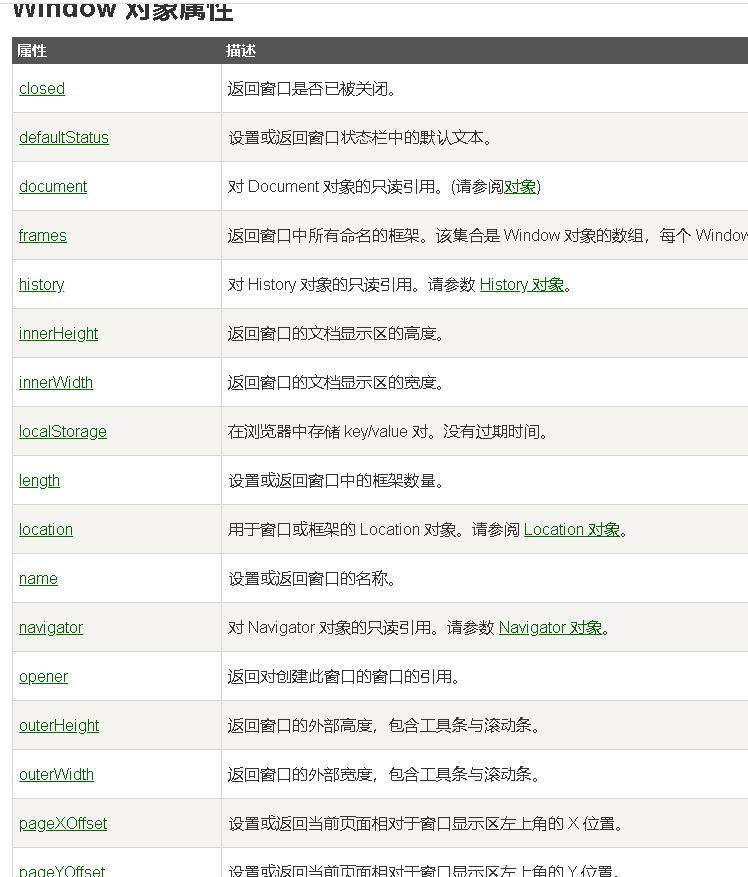 Window 对象属性
属性 描述
closed 返回窗口是否已被关闭。
defaultStatus 设置或返回窗口状态栏中的默认文本。
document 对 Document 对象的只读引用。(请参阅对象)
frames 返回窗口中所有命名的框架。该集合是 Window 对象的数组，每个 Window
history 对 History 对象的只读引用。请参数 History 对象。
innerHeight 返回窗口的文档显示区的高度。
innerWidth 返回窗口的文档显示区的宽度。
localStorage 在浏览器中存储 key/value 对。没有过期时间。
length 设置或返回窗口中的框架数量。
location 用于窗口或框架的 Location 对象。请参阅 Location 对象。
name 设置或返回窗口的名称。
navigator 对 Navigator 对象的只读引用。请参数 Navigator 对象。
opener 返回对创建此窗口的窗口的引用。
outerHeight 返回窗口的外部高度，包含工具条与滚动条。
outerWidth 返回窗口的外部宽度，包含工具条与滚动条。
pageXOffset 设置或返回当前页面相对于窗口显示区左上角的 X 位置。
pageYOffset 设置或返回当前页面相对于窗口显示区左上角的 Y 位置。